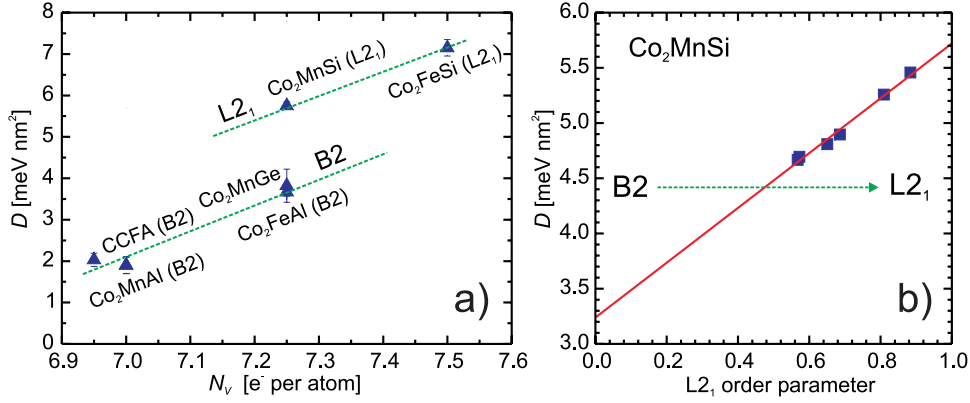 D [meV nm²]
8
7
6
5
4
3
2
1
0
6.9
7.0
7.1
7.2
7.3
7.4
7.5
7.6
N_V [e⁻ per atom]
L2₁
Co₂MnSi (L2₁)
Co₂FeSi (L2₁)
B2
Co₂MnGe
Co₂FeAl (B2)
CCFA (B2)
Co₂MnAl (B2)
a)
D [meV nm²]
6.0
5.5
5.0
4.5
4.0
3.5
3.0
0.0
0.2
0.4
0.6
0.8
1.0
L2₁ order parameter
Co₂MnSi
B2
L2₁
b)